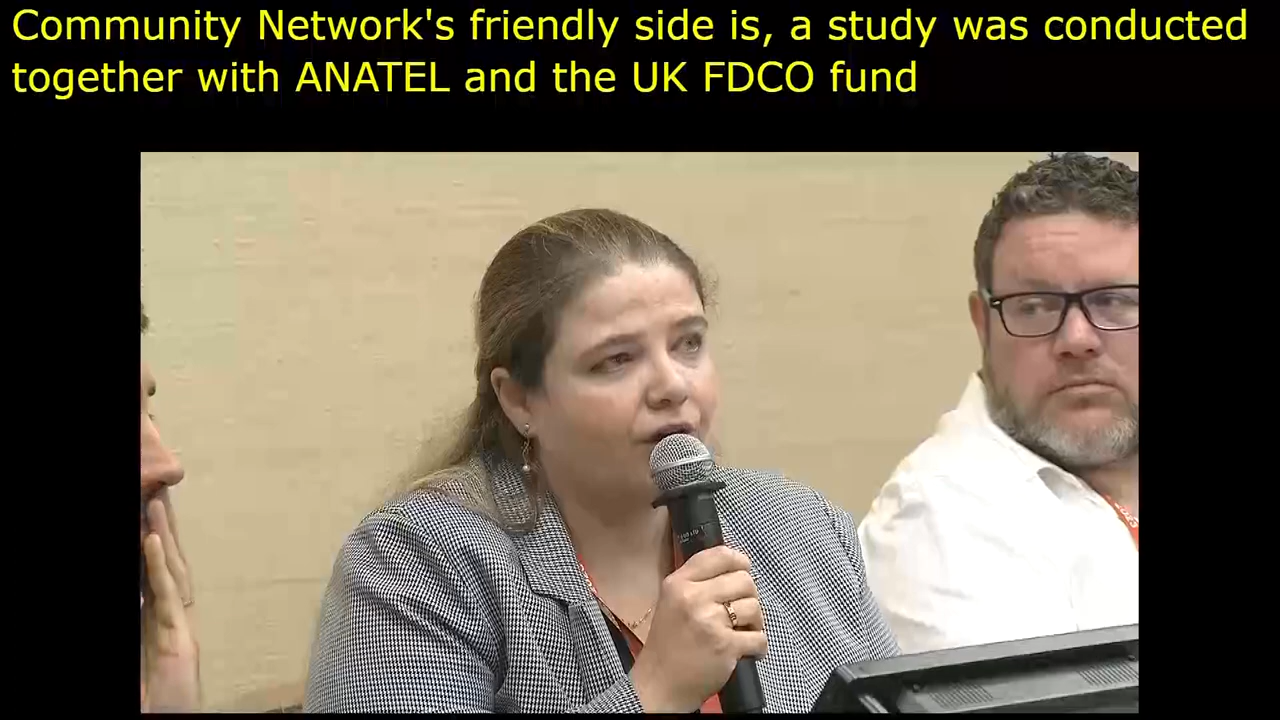 Community Network's friendly side is, a study was conducted
together with ANATEL and the UK FDCO fund